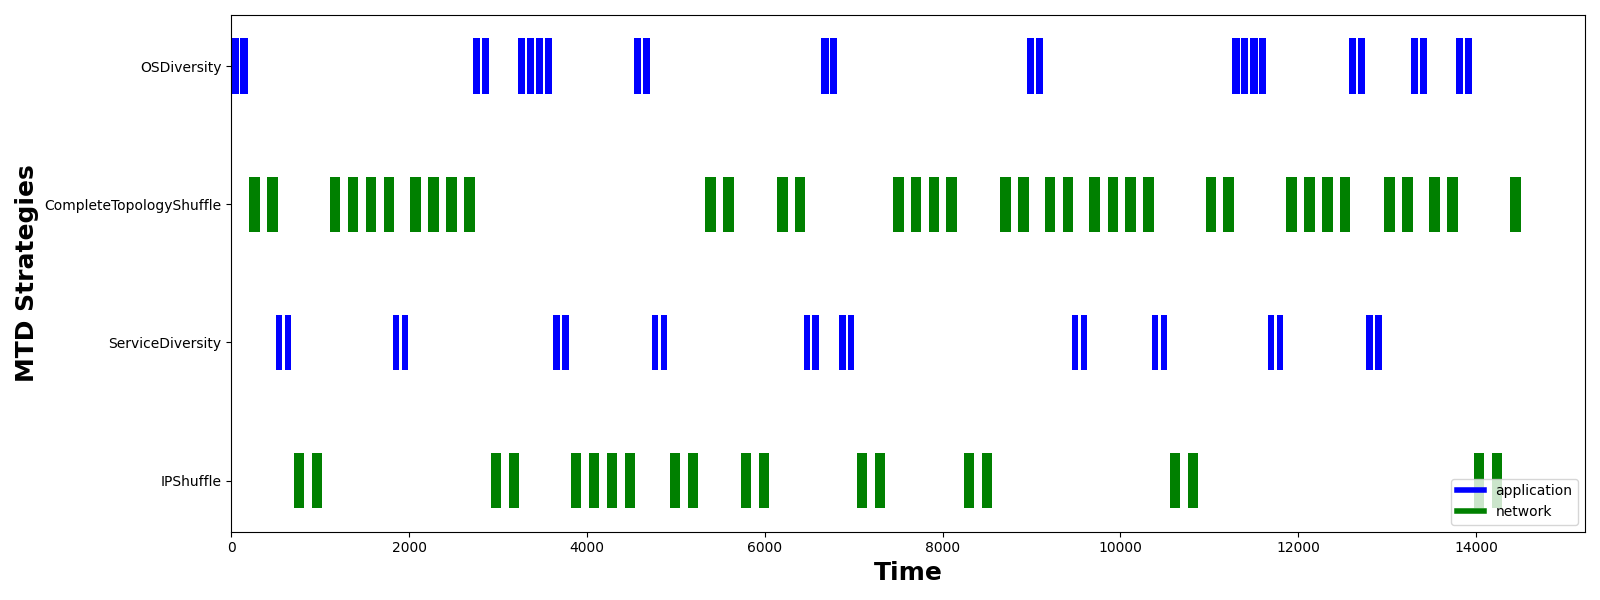 MTD Strategies
OSDiversity
CompleteTopologyShuffle
ServiceDiversity
IPShuffle
application
network
0 2000 4000 6000 8000 10000 12000 14000
Time